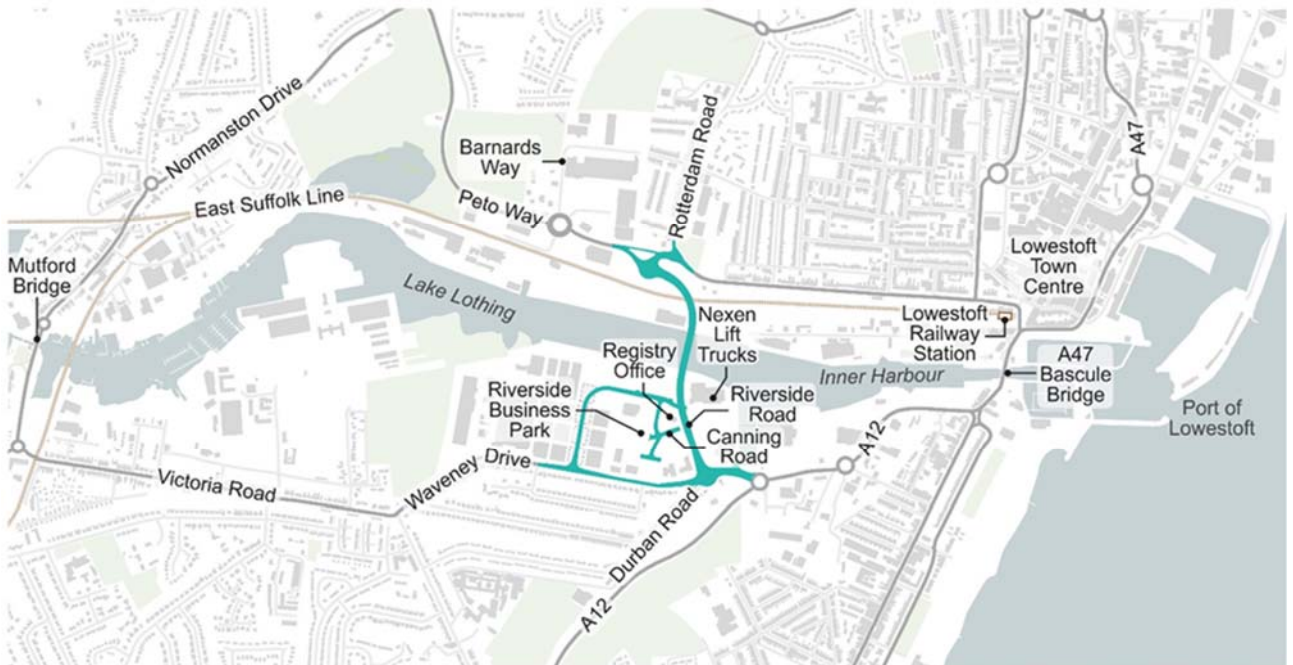 Normanston Drive
A47
Barnards
Way
Rotterdam Road
East Suffolk Line
Peto Way
Mutford
Bridge
Lowestoft
Town
Centre
Lake Lothing
Nexen
Lift
Trucks
Lowestoft
Railway
Station
Registry
Office
A47
Bascule
Bridge
Inner Harbour
Riverside
Business
Park
Riverside
Road
Port of
Lowestoft
Canning
Road
A12
Waveney Drive
Victoria Road
Durban Road
A12